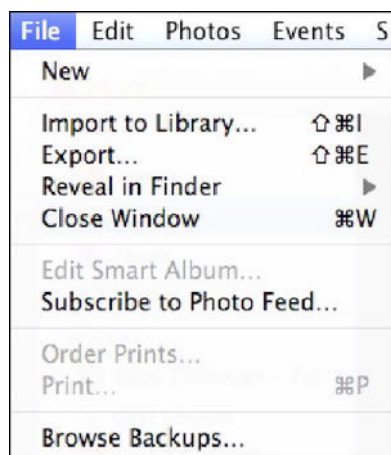 File Edit Photos Events S
New
Import to Library... ⇧⌘I
Export... ⇧⌘E
Reveal in Finder
Close Window ⌘W
Edit Smart Album...
Subscribe to Photo Feed...
Order Prints...
Print... ⌘P
Browse Backups...